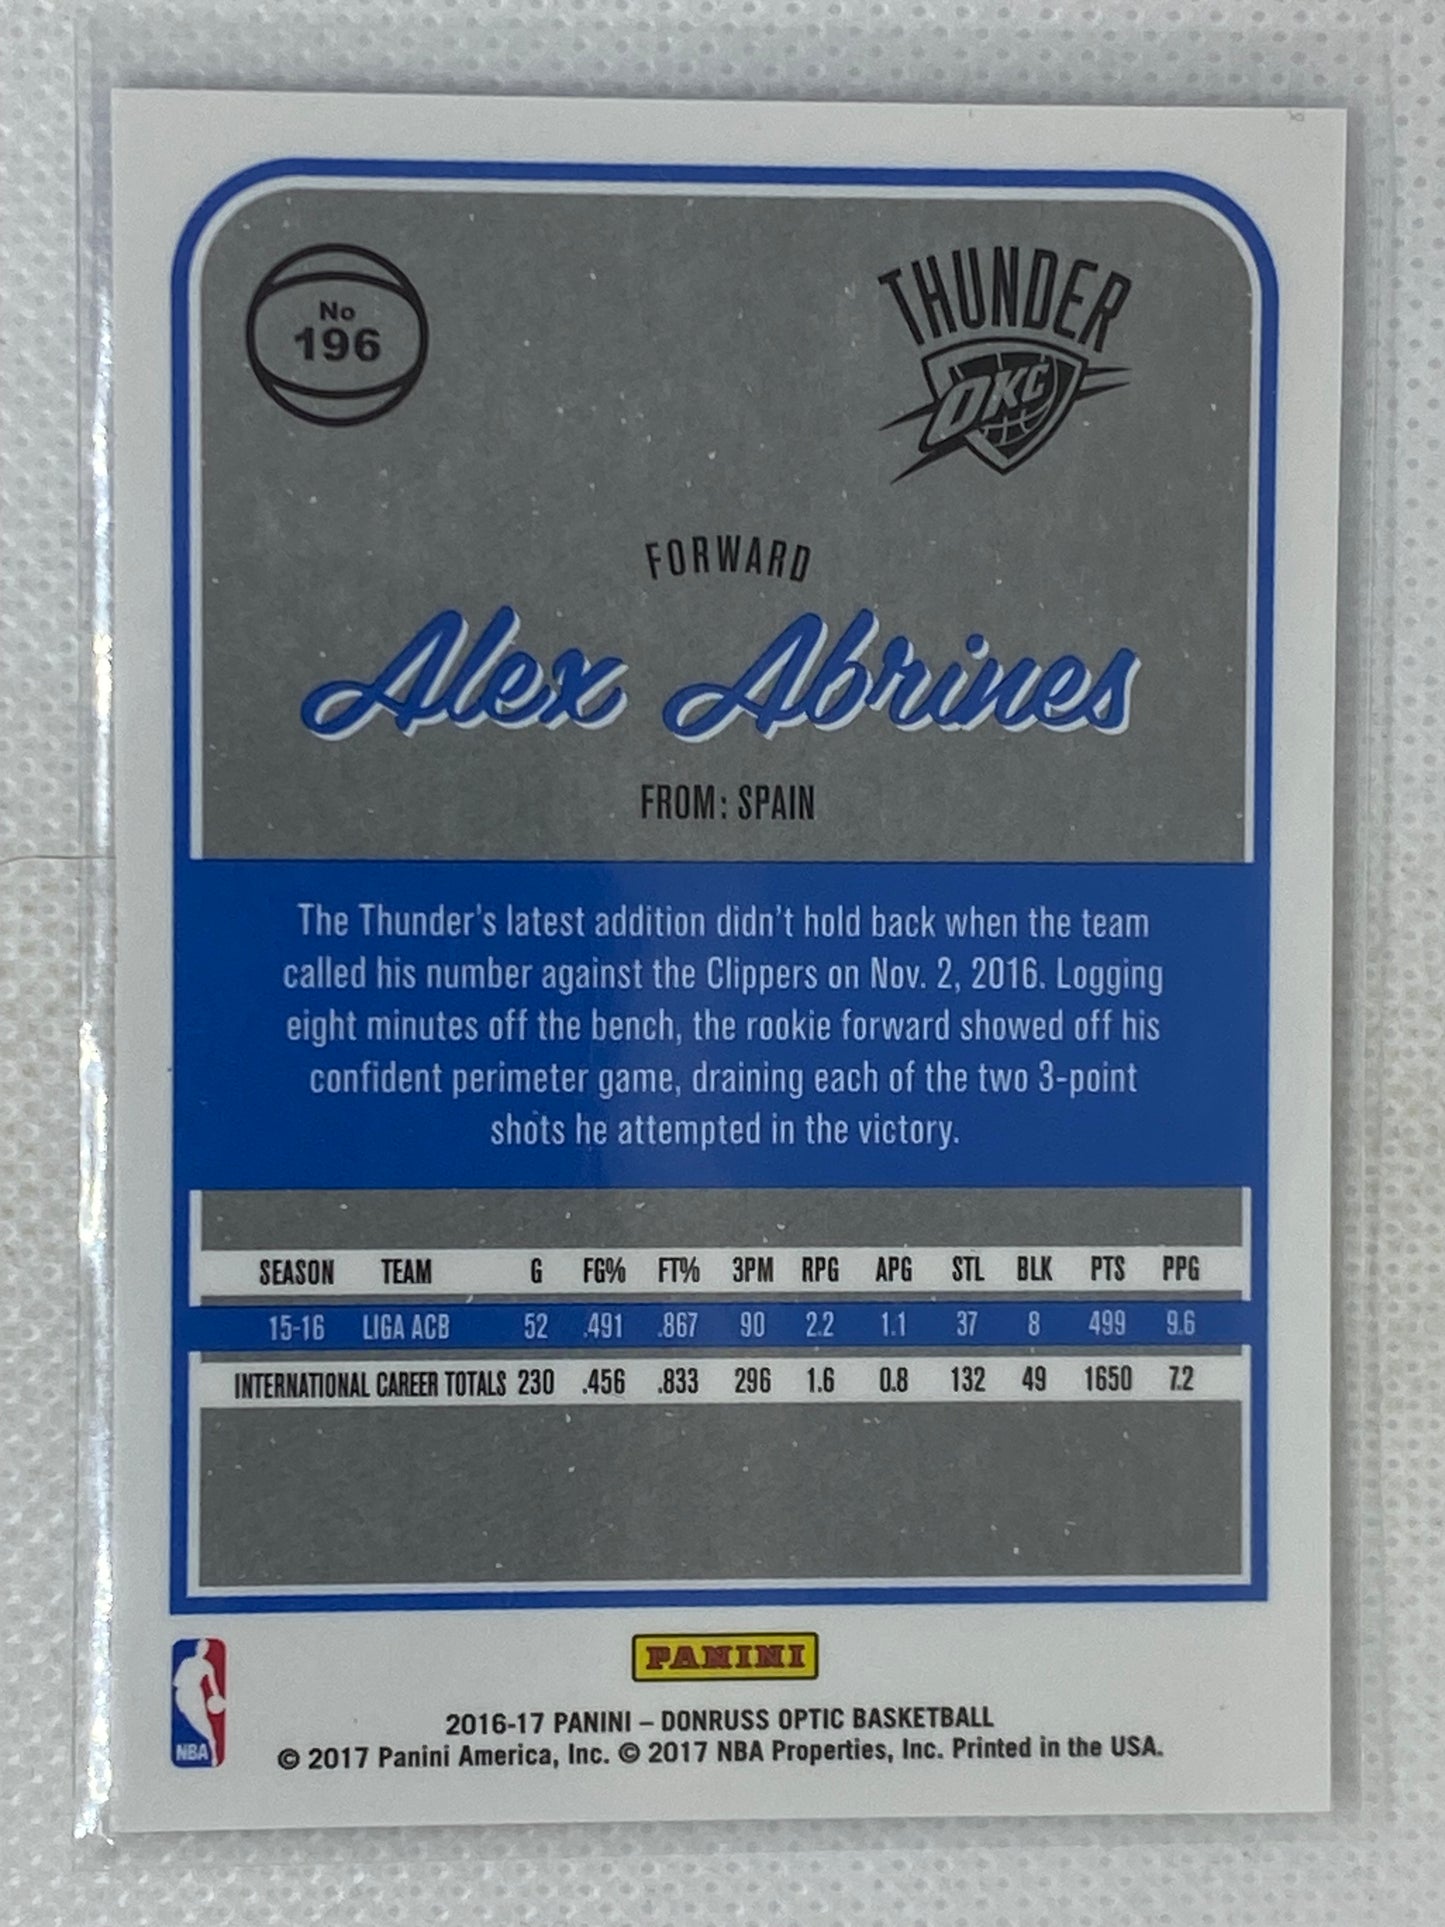 No
196
THUNDER
OKC
FORWARD
Alex Abrines
FROM: SPAIN
The Thunder's latest addition didn't hold back when the team
called his number against the Clippers on Nov. 2, 2016. Logging
eight minutes off the bench, the rookie forward showed off his
confident perimeter game, draining each of the two 3-point
shots he attempted in the victory.
SEASON TEAM G FG% FT% 3PM RPG APG STL BLK PTS PPG
15-16 LIGA ACB 52 .491 .867 90 2.2 1.1 37 8 499 9.6
INTERNATIONAL CAREER TOTALS 230 .456 .833 296 1.6 0.8 132 49 1650 7.2
PANINI
NBA
2016-17 PANINI – DONRUSS OPTIC BASKETBALL
© 2017 Panini America, Inc. © 2017 NBA Properties, Inc. Printed in the USA.